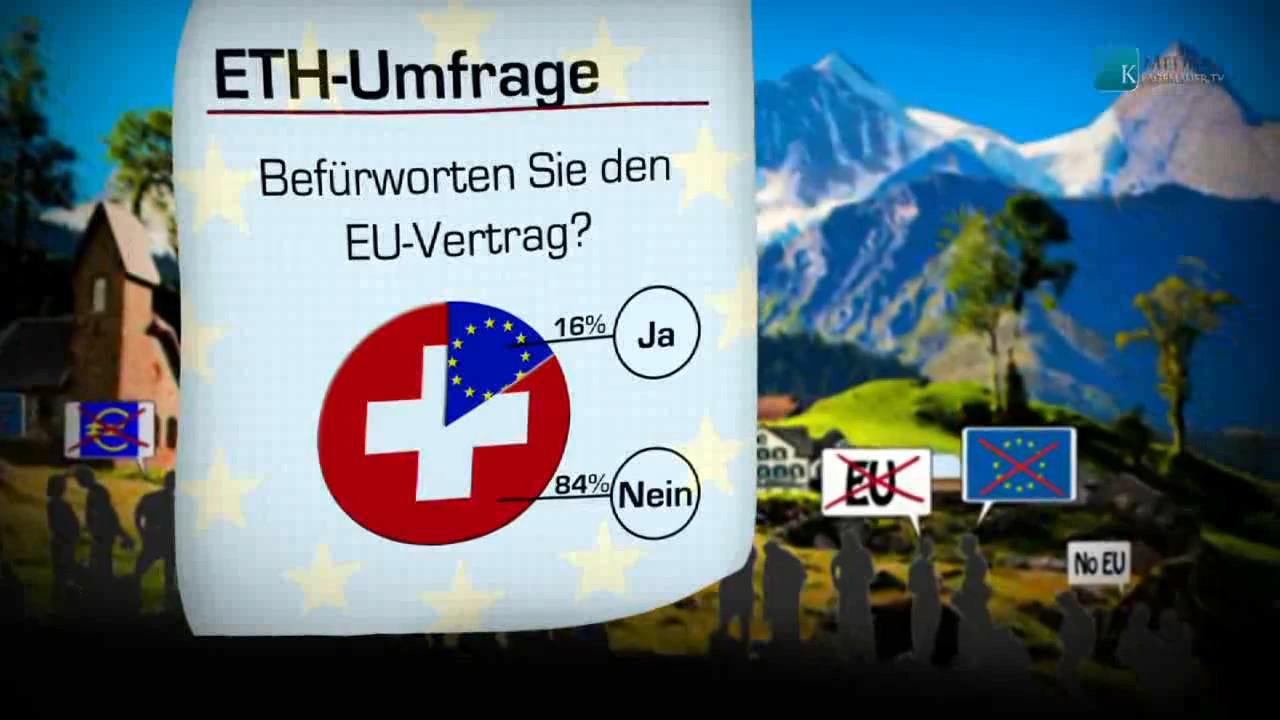 ETH-Umfrage
Befürworten Sie den
EU-Vertrag?
16%
Ja
84%
Nein
€
EU
No EU
K